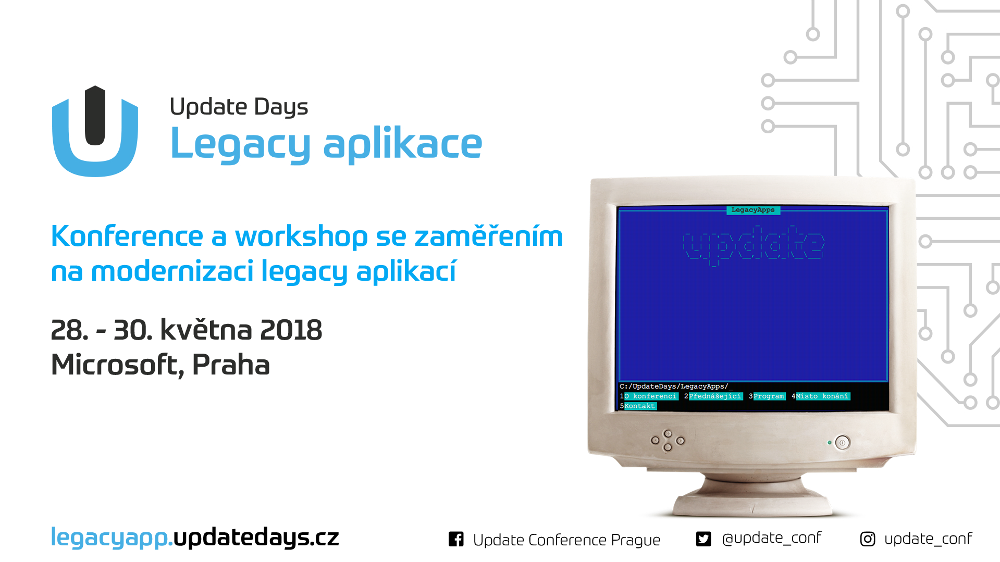 Update Days
Legacy aplikace
Konference a workshop se zaměřením
na modernizaci legacy aplikací
28. - 30. května 2018
Microsoft, Praha
LegacyApps
update
C:/UpdateDays/LegacyApps/_
1O konferenci 2Přednášející 3Program 4Místo konání
5Kontakt
legacyapp.updatedays.cz
Update Conference Prague
@update_conf
update_conf